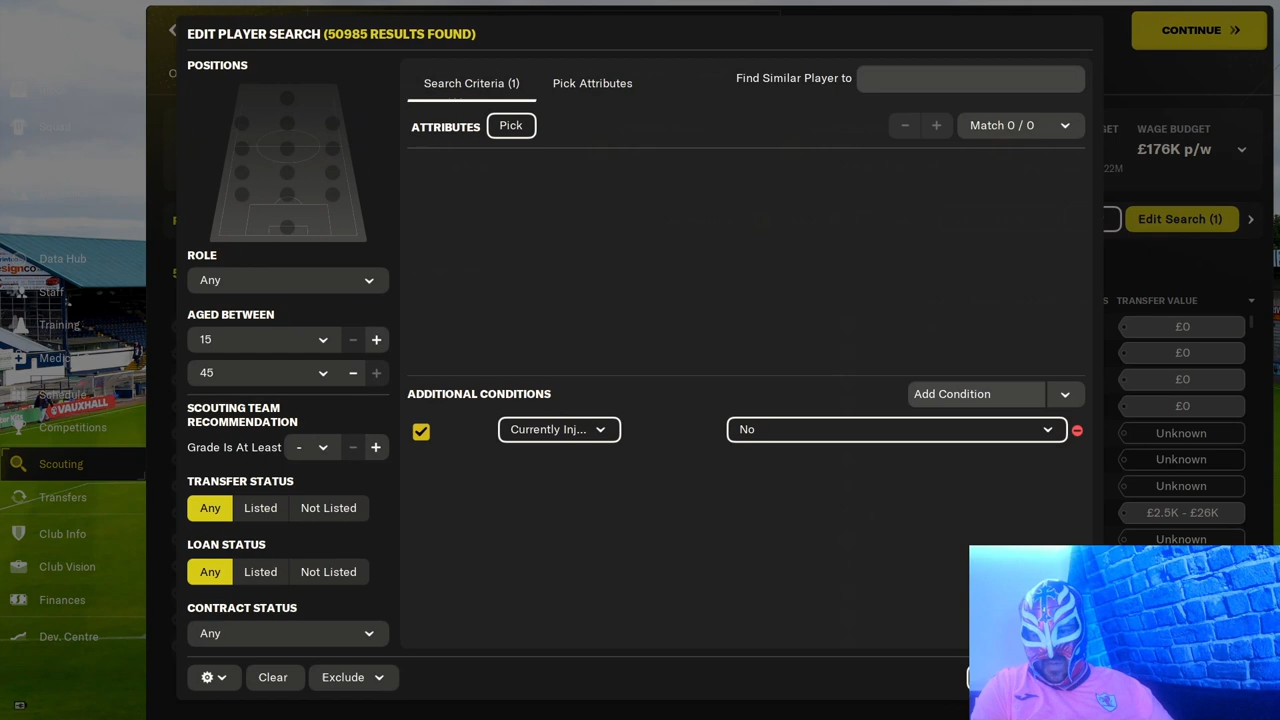 EDIT PLAYER SEARCH (50985 RESULTS FOUND)
CONTINUE
POSITIONS
Search Criteria (1)
Pick Attributes
Find Similar Player to
ATTRIBUTES
Pick
Match 0 / 0
WAGE BUDGET
£176K p/w
22M
Edit Search (1)
ROLE
Any
AGED BETWEEN
15
45
SCOUTING TEAM
RECOMMENDATION
Grade Is At Least
-
TRANSFER STATUS
Any
Listed
Not Listed
LOAN STATUS
Any
Listed
Not Listed
CONTRACT STATUS
Any
Clear
Exclude
ADDITIONAL CONDITIONS
Add Condition
Currently Inj...
No
TRANSFER VALUE
£0
£0
£0
£0
Unknown
Unknown
Unknown
£2.5K - £26K
Unknown
Data Hub
Staff
Training
Medic
Schedule
Competitions
Scouting
Transfers
Club Info
Club Vision
Finances
Dev. Centre
VAUXHALL